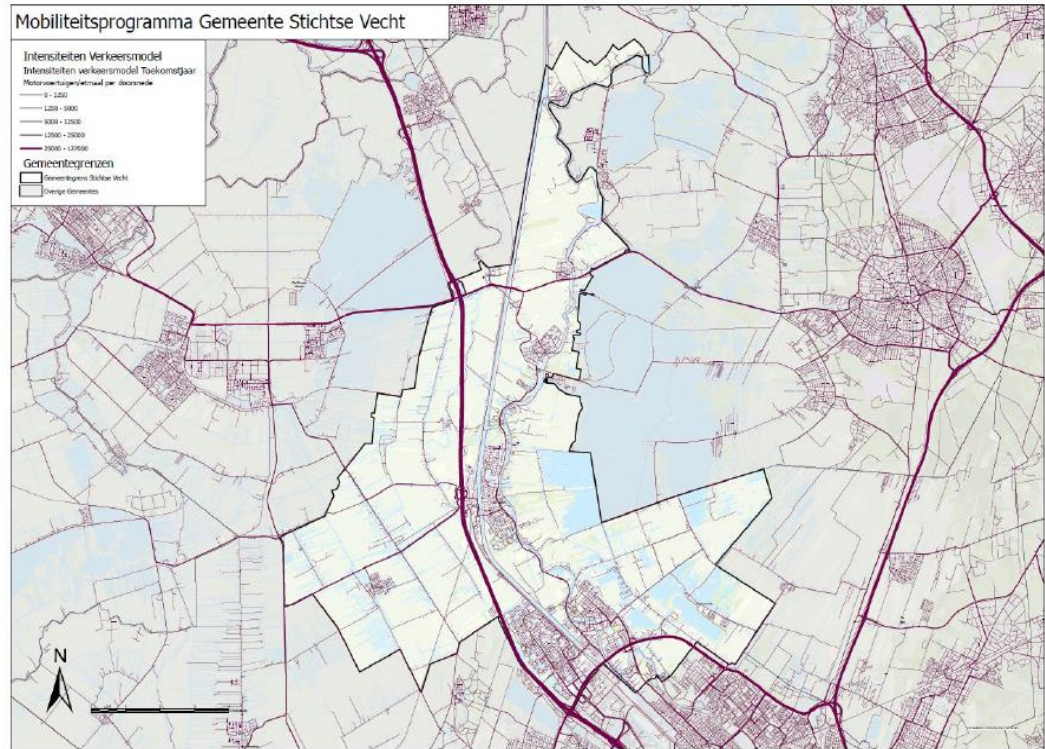 Mobiliteitsprogramma Gemeente Stichtse Vecht
Intensiteiten Verkeersmodel
Intensiteiten verkeersmodel Toekomstjaar
Motorvoertuigen/etmaal per doorsnede
0 - 1250
1250 - 5000
5000 - 12500
12500 - 25000
25000 - 137000
Gemeentegrenzen
Gemeentegrens Stichtse Vecht
Overige Gemeentes
N